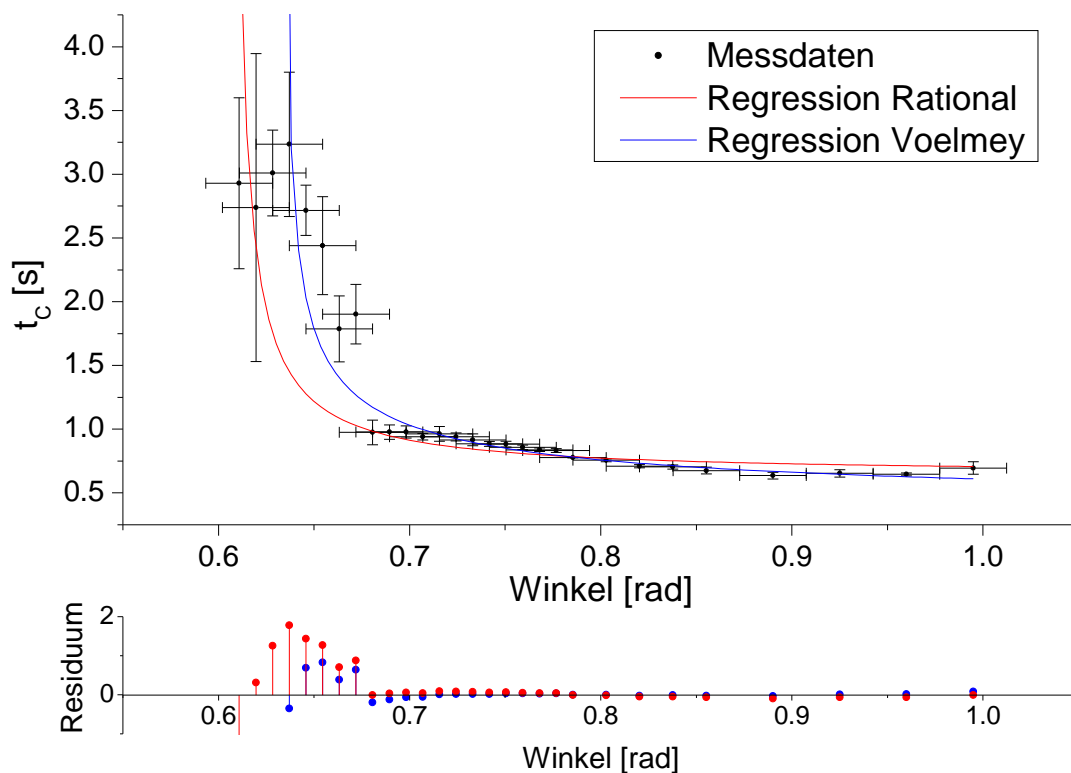 4.0
3.5
3.0
2.5
2.0
1.5
1.0
0.5
t_C [s]
Messdaten
Regression Rational
Regression Voelmey
0.6 0.7 0.8 0.9 1.0
Winkel [rad]
2
0
Residuum
0.6 0.7 0.8 0.9 1.0
Winkel [rad]